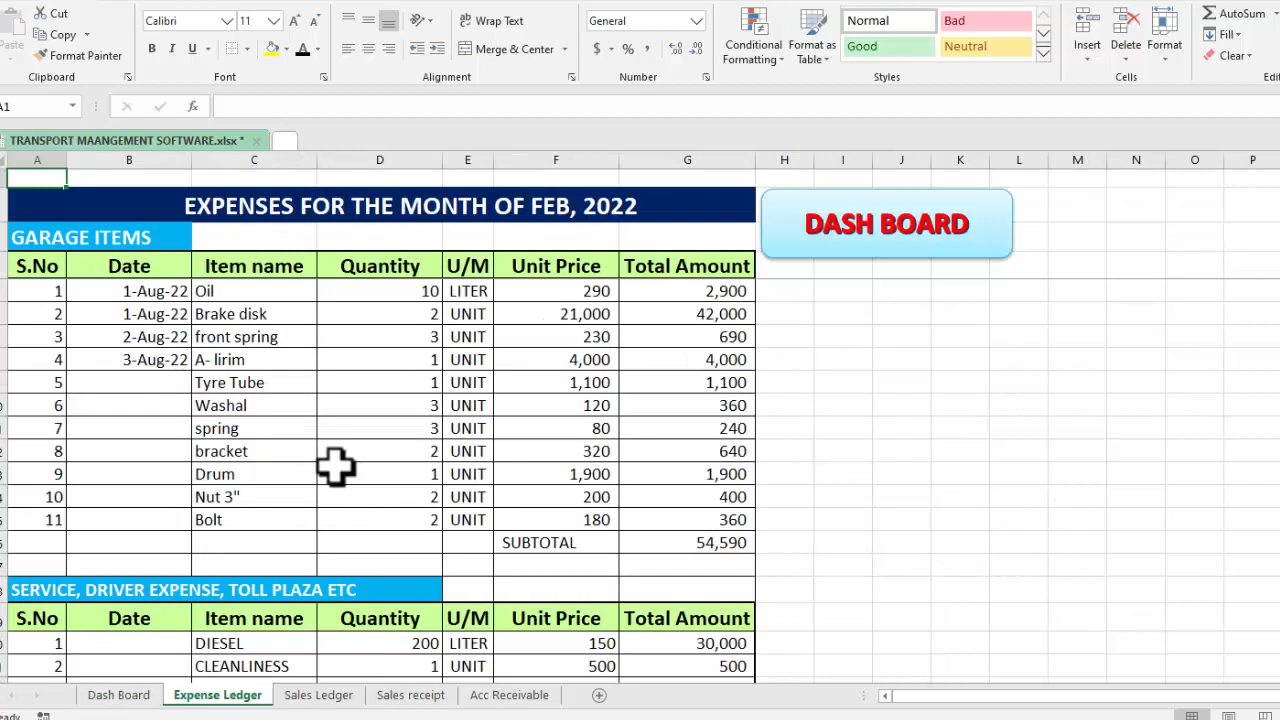 Cut Calibri 11 A A Wrap Text General Normal Bad AutoSum
Paste Copy Fill
Format Painter B I U A Merge & Center $ % , Conditional Formatting Format as Table Good Neutral Insert Delete Format Clear
Clipboard Font Alignment Number Styles Cells Edi
A1 fx
TRANSPORT MAANGEMENT SOFTWARE.xlsx *
A B C D E F G H I J K L M N O P
EXPENSES FOR THE MONTH OF FEB, 2022
DASH BOARD
GARAGE ITEMS
S.No Date Item name Quantity U/M Unit Price Total Amount
1 1-Aug-22 Oil 10 LITER 290 2,900
2 1-Aug-22 Brake disk 2 UNIT 21,000 42,000
3 2-Aug-22 front spring 3 UNIT 230 690
4 3-Aug-22 A- lirim 1 UNIT 4,000 4,000
5 Tyre Tube 1 UNIT 1,100 1,100
6 Washal 3 UNIT 120 360
7 spring 3 UNIT 80 240
8 bracket 2 UNIT 320 640
9 Drum 1 UNIT 1,900 1,900
10 Nut 3" 2 UNIT 200 400
11 Bolt 2 UNIT 180 360
SUBTOTAL 54,590
SERVICE, DRIVER EXPENSE, TOLL PLAZA ETC
S.No Date Item name Quantity U/M Unit Price Total Amount
1 DIESEL 200 LITER 150 30,000
2 CLEANLINESS 1 UNIT 500 500
Dash Board Expense Ledger Sales Ledger Sales receipt Acc Receivable
eady